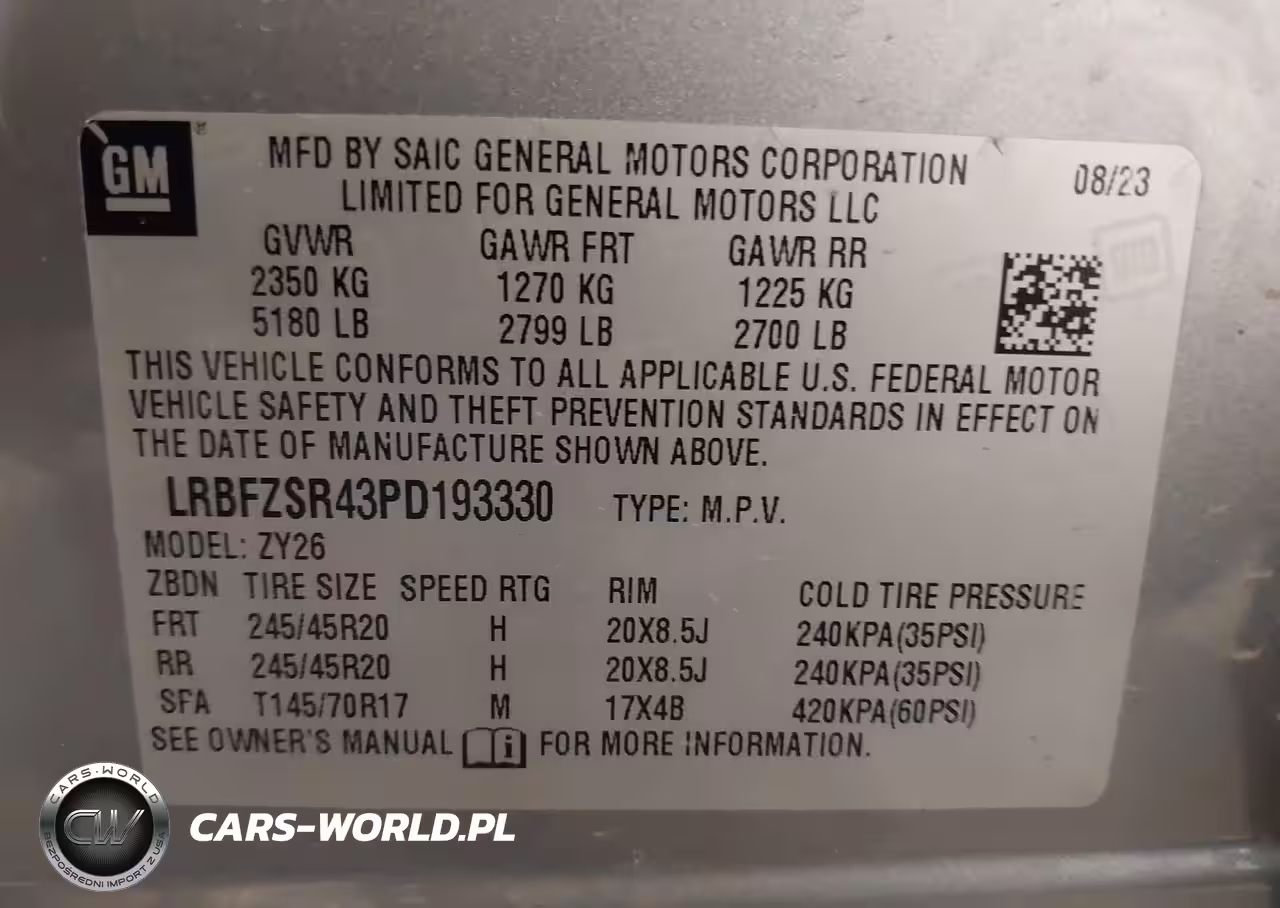 GM
®
MFD BY SAIC GENERAL MOTORS CORPORATION
LIMITED FOR GENERAL MOTORS LLC
08/23
GVWR GAWR FRT GAWR RR
2350 KG 1270 KG 1225 KG
5180 LB 2799 LB 2700 LB
THIS VEHICLE CONFORMS TO ALL APPLICABLE U.S. FEDERAL MOTOR
VEHICLE SAFETY AND THEFT PREVENTION STANDARDS IN EFFECT ON
THE DATE OF MANUFACTURE SHOWN ABOVE.
LRBFZSR43PD193330 TYPE: M.P.V.
MODEL: ZY26
ZBDN TIRE SIZE SPEED RTG RIM COLD TIRE PRESSURE
FRT 245/45R20 H 20X8.5J 240KPA(35PSI)
RR 245/45R20 H 20X8.5J 240KPA(35PSI)
SFA T145/70R17 M 17X4B 420KPA(60PSI)
SEE OWNER'S MANUAL i FOR MORE INFORMATION.
CARS-WORLD
CW
BEZPOŚREDNI IMPORT Z USA
CARS-WORLD.PL